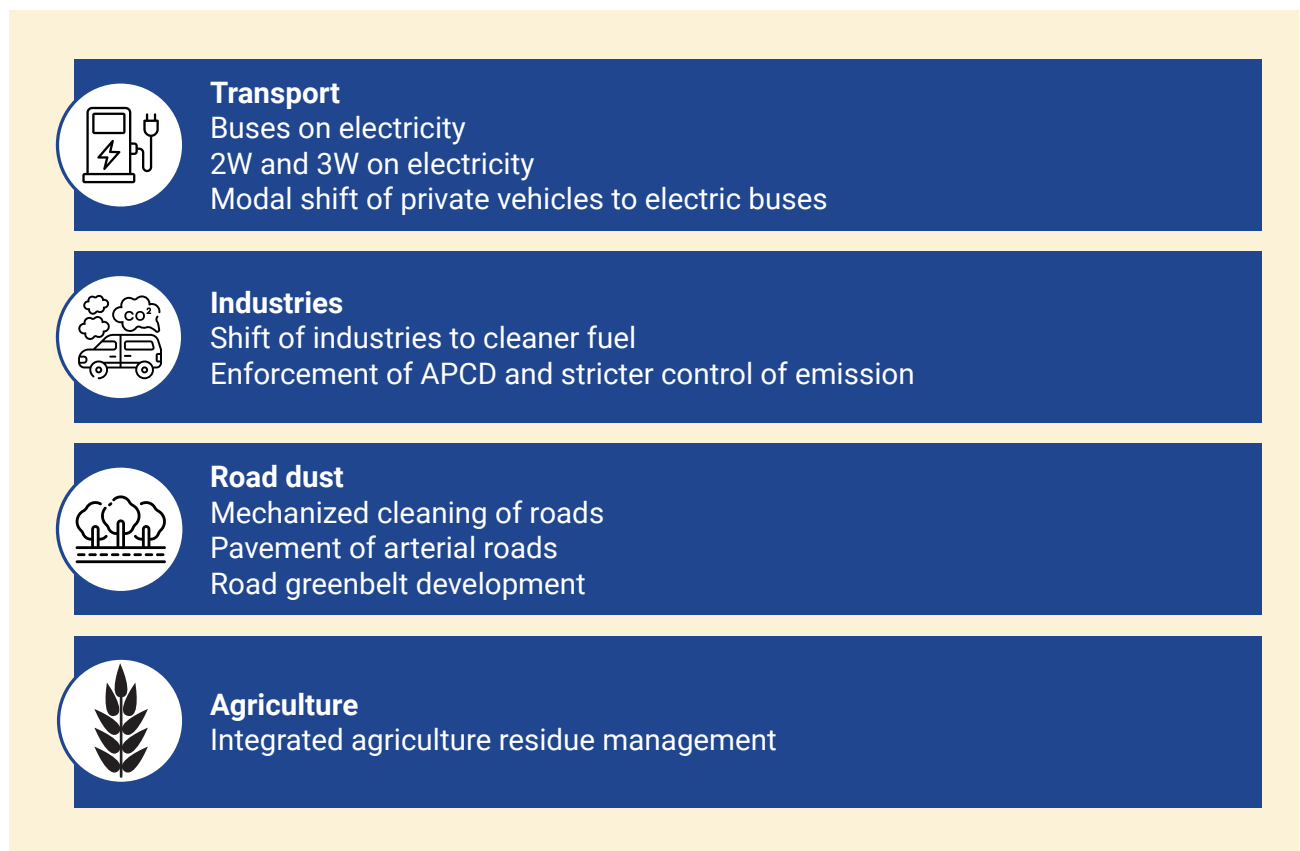 Transport
Buses on electricity
2W and 3W on electricity
Modal shift of private vehicles to electric buses
CO²
Industries
Shift of industries to cleaner fuel
Enforcement of APCD and stricter control of emission
Road dust
Mechanized cleaning of roads
Pavement of arterial roads
Road greenbelt development
Agriculture
Integrated agriculture residue management